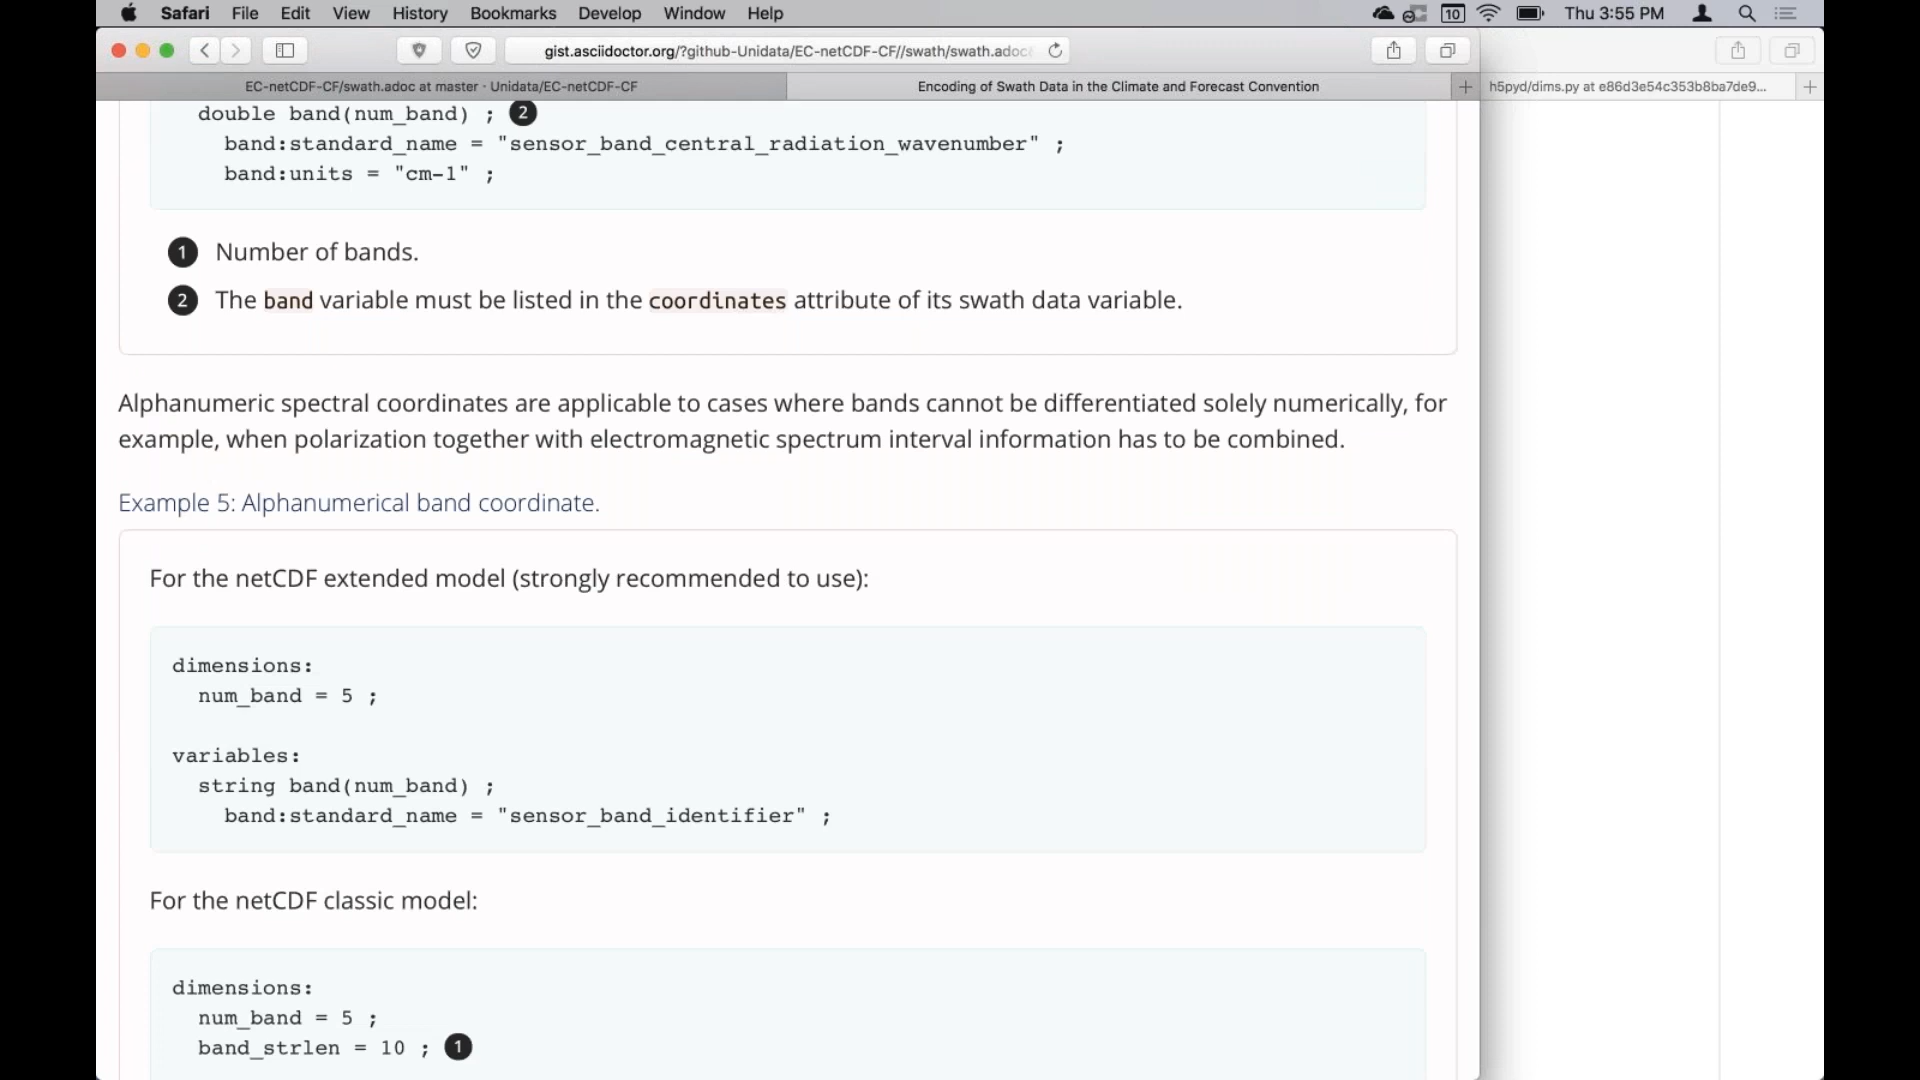 Safari File Edit View History Bookmarks Develop Window Help 10 Thu 3:55 PM
gist.asciidoctor.org/?github-Unidata/EC-netCDF-CF//swath/swath.adoc
EC-netCDF-CF/swath.adoc at master · Unidata/EC-netCDF-CF
Encoding of Swath Data in the Climate and Forecast Convention
h5pyd/dims.py at e86d3e54c353b8ba7de9...
double band(num_band) ; 2
band:standard_name = "sensor_band_central_radiation_wavenumber" ;
band:units = "cm-1" ;
1 Number of bands.
2 The band variable must be listed in the coordinates attribute of its swath data variable.
Alphanumeric spectral coordinates are applicable to cases where bands cannot be differentiated solely numerically, for
example, when polarization together with electromagnetic spectrum interval information has to be combined.
Example 5: Alphanumerical band coordinate.
For the netCDF extended model (strongly recommended to use):
dimensions:
num_band = 5 ;
variables:
string band(num_band) ;
band:standard_name = "sensor_band_identifier" ;
For the netCDF classic model:
dimensions:
num_band = 5 ;
band_strlen = 10 ; 1